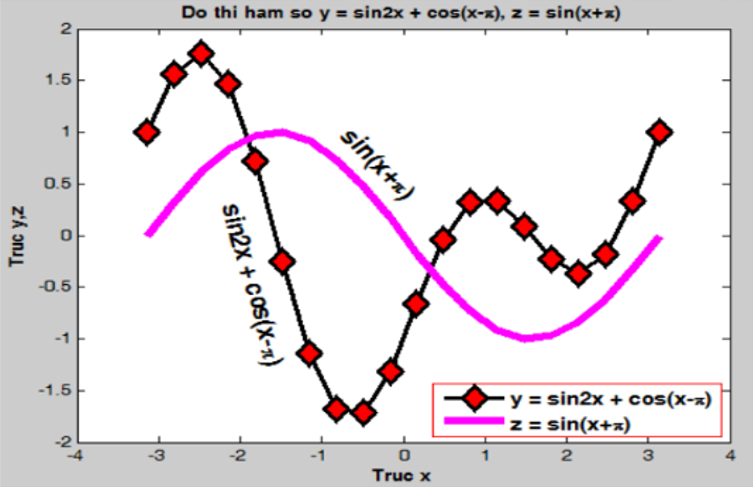 Do thi ham so y = sin2x + cos(x-π), z = sin(x+π)
2
1.5
1
0.5
0
-0.5
-1
-1.5
-2
Truc y,z
sin(x+π)
sin2x + cos(x-π)
y = sin2x + cos(x-π)
z = sin(x+π)
-4 -3 -2 -1 0 1 2 3 4
Truc x